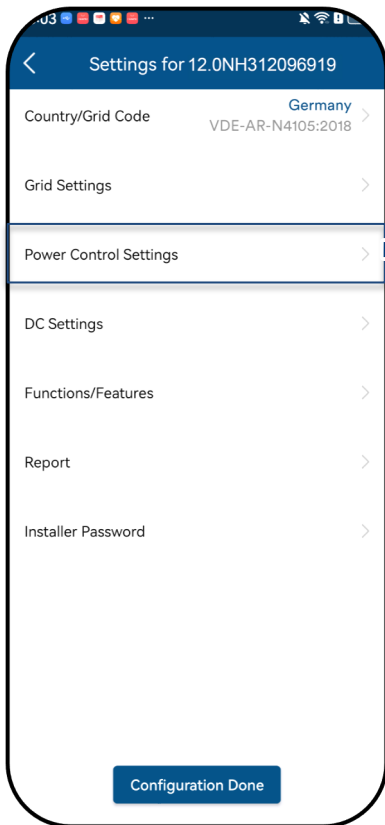 Settings for 12.0NH312096919
Country/Grid Code
Germany
VDE-AR-N4105:2018
Grid Settings
Power Control Settings
DC Settings
Functions/Features
Report
Installer Password
Configuration Done